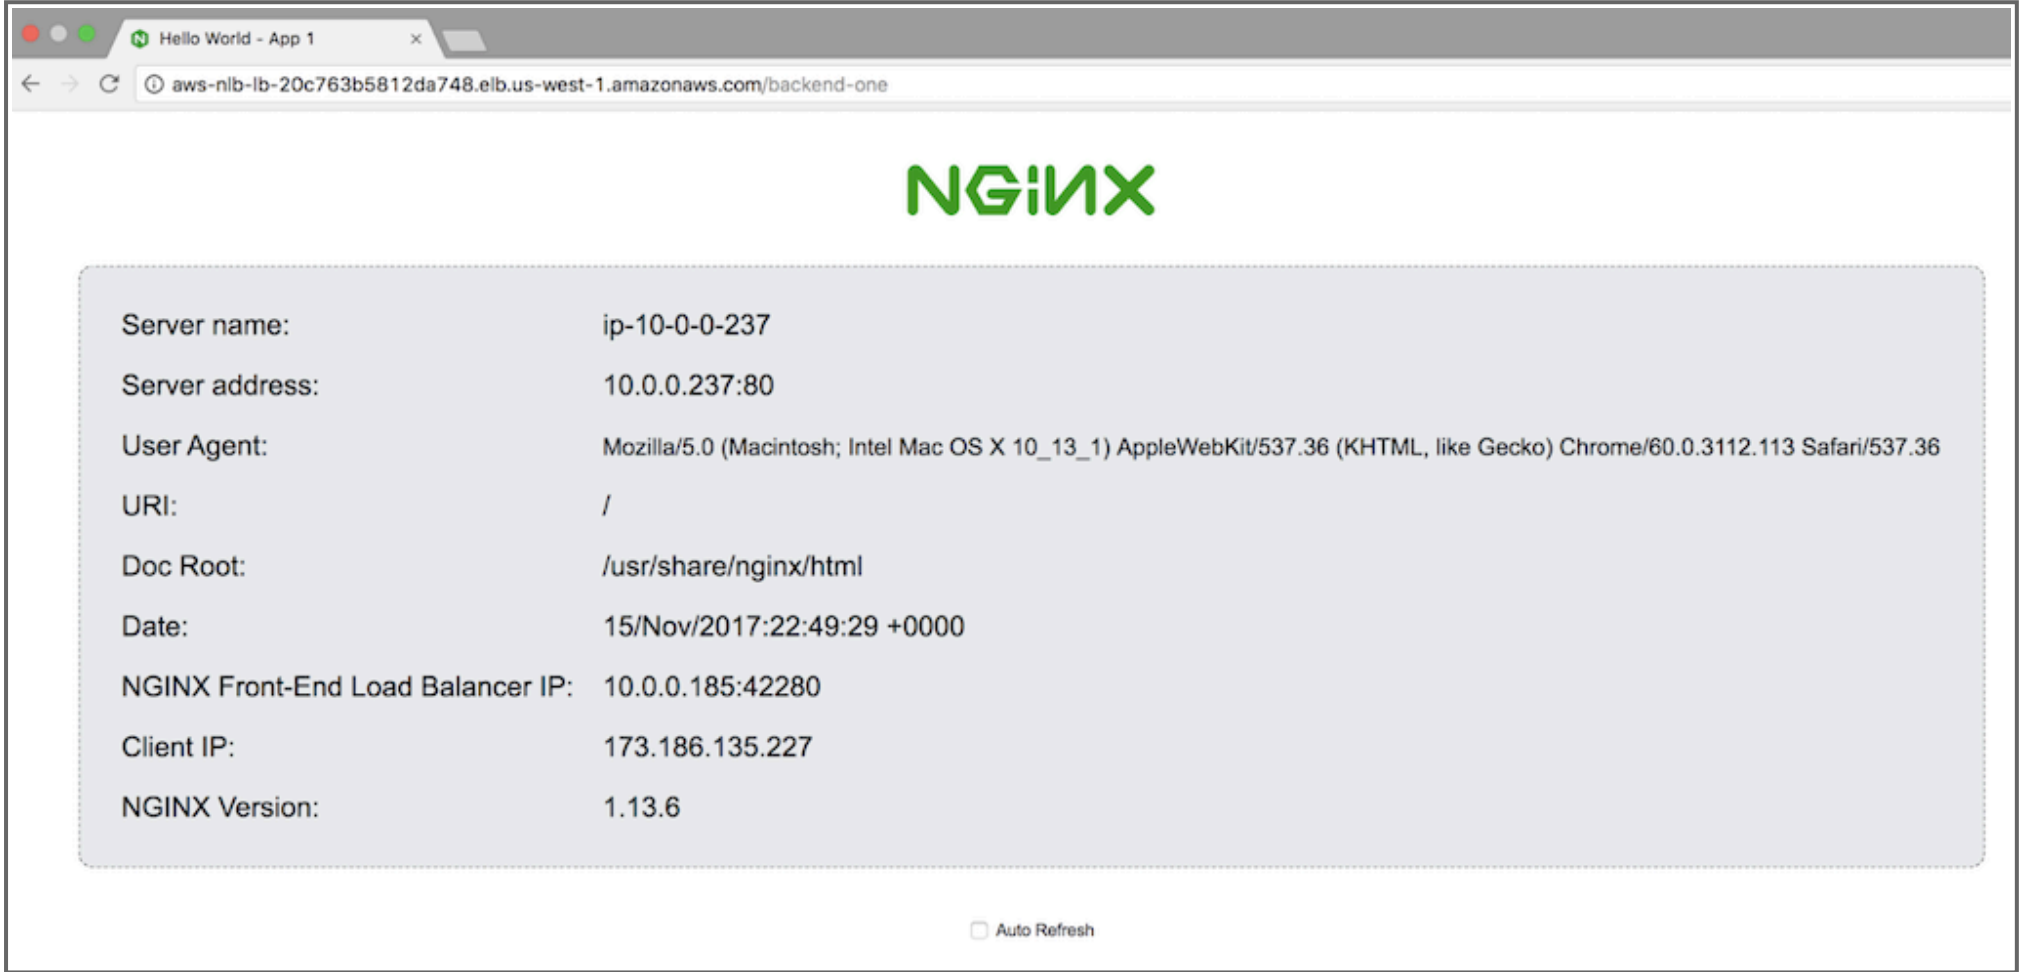 Hello World - App 1
aws-nlb-lb-20c763b5812da748.elb.us-west-1.amazonaws.com/backend-one
NGINX
Server name: ip-10-0-0-237
Server address: 10.0.0.237:80
User Agent: Mozilla/5.0 (Macintosh; Intel Mac OS X 10_13_1) AppleWebKit/537.36 (KHTML, like Gecko) Chrome/60.0.3112.113 Safari/537.36
URI: /
Doc Root: /usr/share/nginx/html
Date: 15/Nov/2017:22:49:29 +0000
NGINX Front-End Load Balancer IP: 10.0.0.185:42280
Client IP: 173.186.135.227
NGINX Version: 1.13.6
Auto Refresh